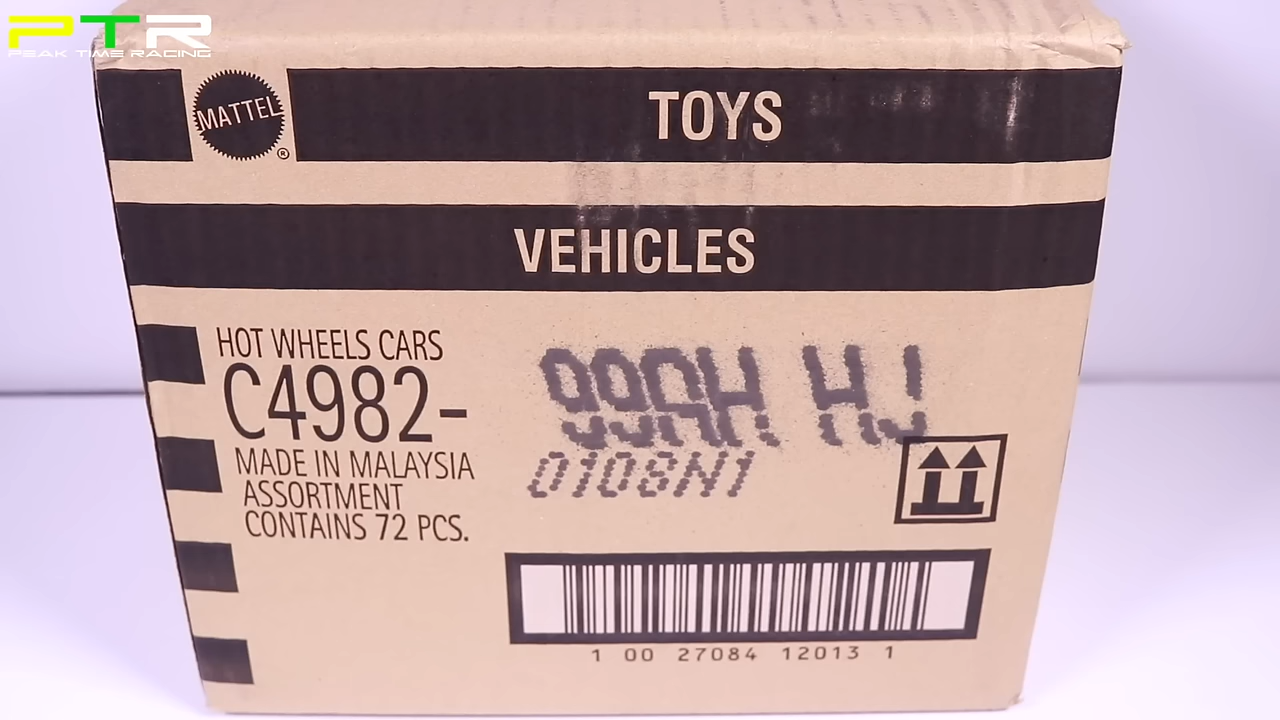 PTR
PEAK TIME RACING
MATTEL
®
TOYS
VEHICLES
HOT WHEELS CARS
C4982-
MADE IN MALAYSIA
ASSORTMENT
CONTAINS 72 PCS.
99AH HJ
0108N1
1 00 27084 12013 1